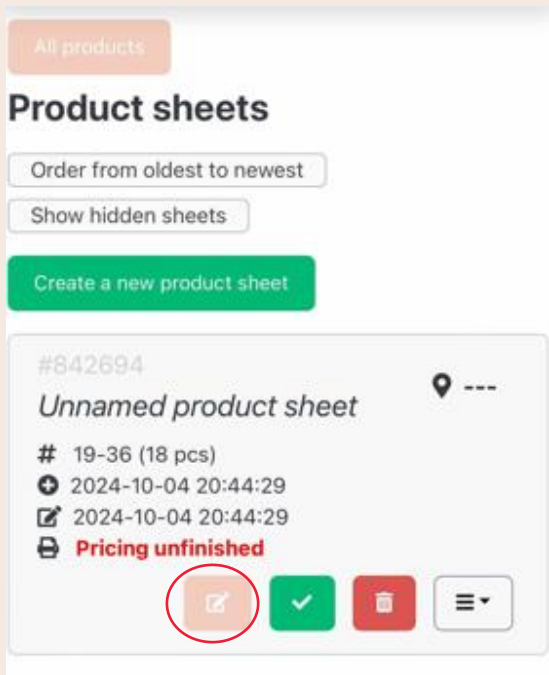 All products
Product sheets
Order from oldest to newest
Show hidden sheets
Create a new product sheet
#842694
---
Unnamed product sheet
# 19-36 (18 pcs)
2024-10-04 20:44:29
2024-10-04 20:44:29
Pricing unfinished